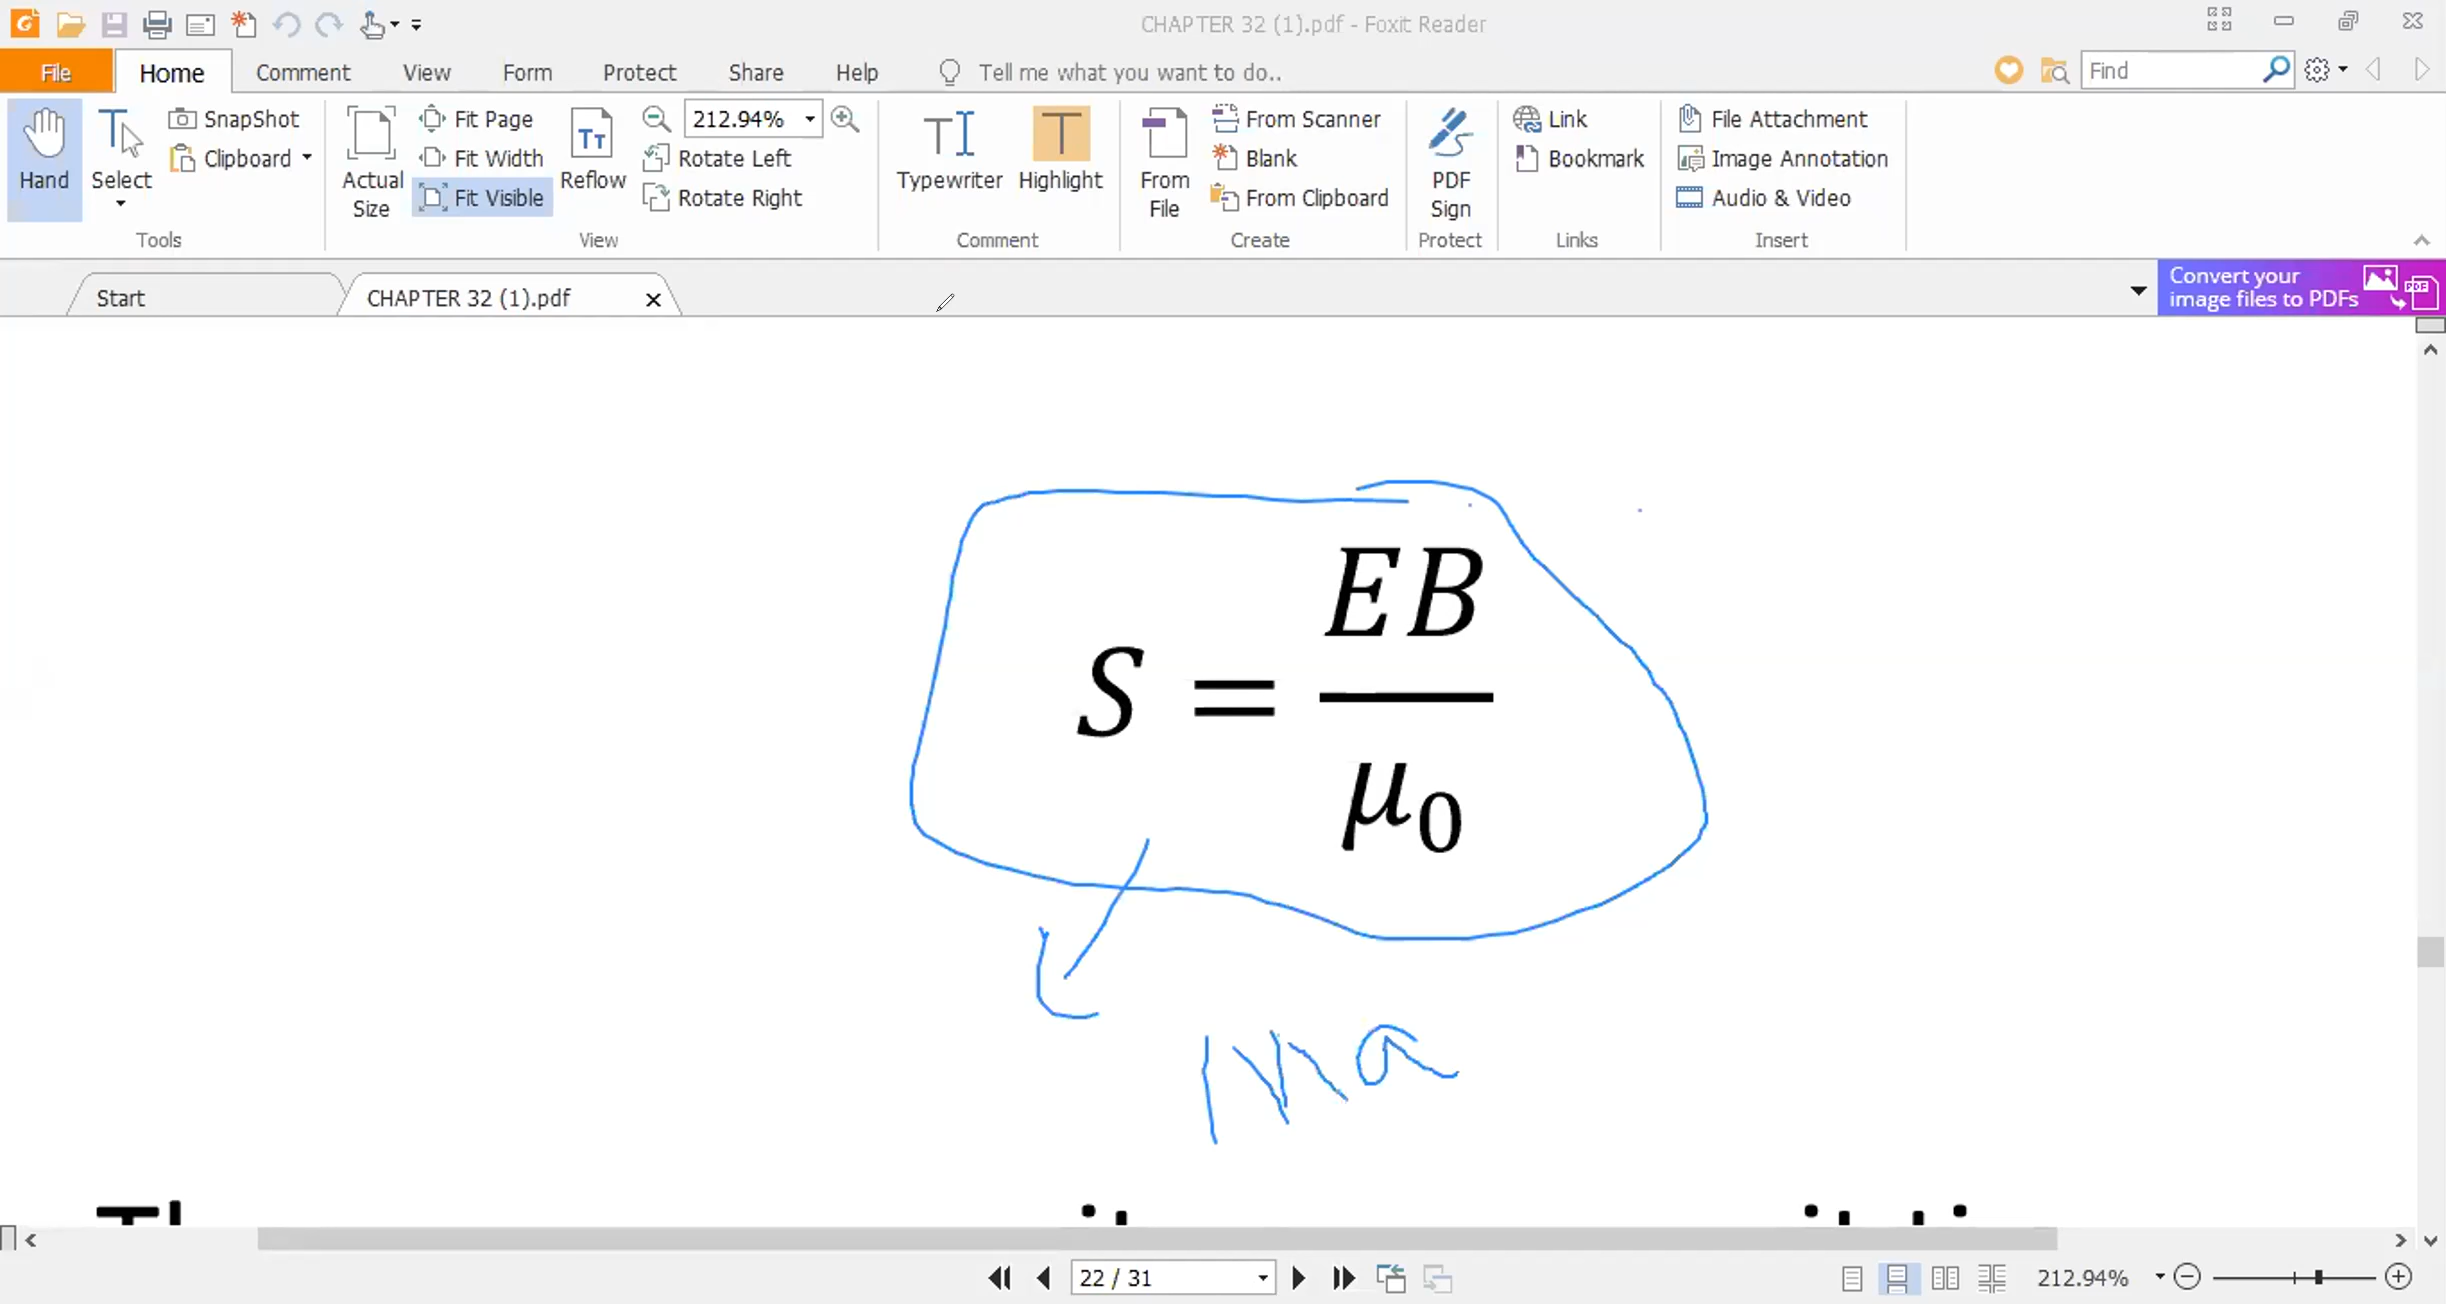 CHAPTER 32 (1).pdf - Foxit Reader
File Home Comment View Form Protect Share Help Tell me what you want to do.. Find
Hand
Select
SnapShot
Clipboard
Tools
Actual Size
Fit Page
Fit Width
Fit Visible
Reflow
212.94%
Rotate Left
Rotate Right
View
Typewriter
Highlight
Comment
From File
From Scanner
Blank
From Clipboard
Create
PDF Sign
Protect
Link
Bookmark
Links
File Attachment
Image Annotation
Audio & Video
Insert
Start
CHAPTER 32 (1).pdf
Convert your
image files to PDFs
S = EB / μ0
22 / 31
212.94%